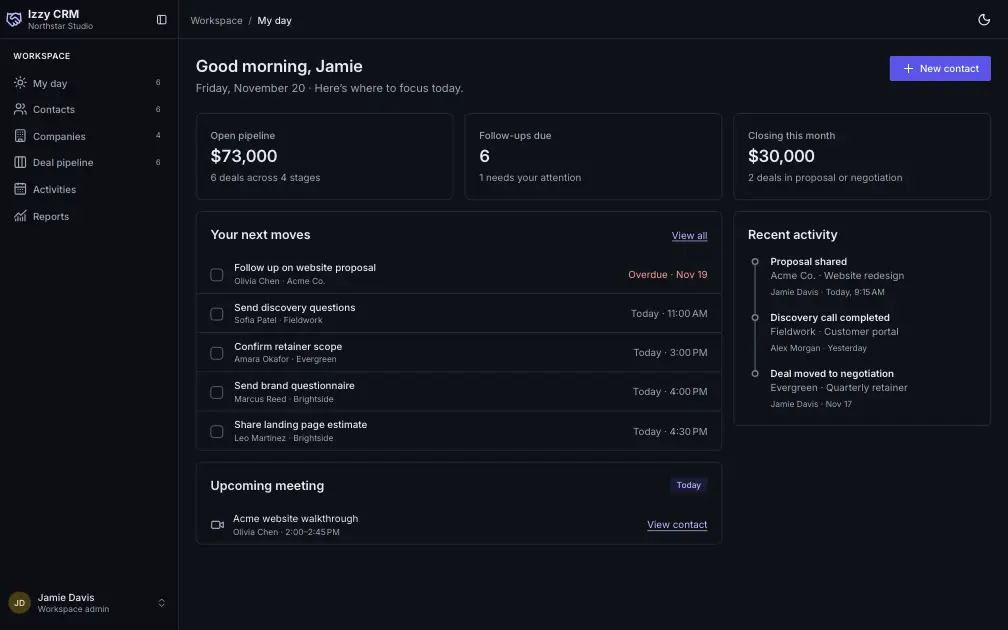 Izzy CRM
Northstar Studio
WORKSPACE
My day 6
Contacts 6
Companies 4
Deal pipeline 6
Activities
Reports
JD
Jamie Davis
Workspace admin
Workspace / My day
Good morning, Jamie
Friday, November 20 · Here’s where to focus today.
New contact
Open pipeline
$73,000
6 deals across 4 stages
Follow-ups due
6
1 needs your attention
Closing this month
$30,000
2 deals in proposal or negotiation
Your next moves
View all
Follow up on website proposal
Olivia Chen · Acme Co.
Overdue · Nov 19
Send discovery questions
Sofia Patel · Fieldwork
Today · 11:00 AM
Confirm retainer scope
Amara Okafor · Evergreen
Today · 3:00 PM
Send brand questionnaire
Marcus Reed · Brightside
Today · 4:00 PM
Share landing page estimate
Leo Martinez · Brightside
Today · 4:30 PM
Upcoming meeting
Today
Acme website walkthrough
Olivia Chen · 2:00–2:45 PM
View contact
Recent activity
Proposal shared
Acme Co. · Website redesign
Jamie Davis · Today, 9:15 AM
Discovery call completed
Fieldwork · Customer portal
Alex Morgan · Yesterday
Deal moved to negotiation
Evergreen · Quarterly retainer
Jamie Davis · Nov 17